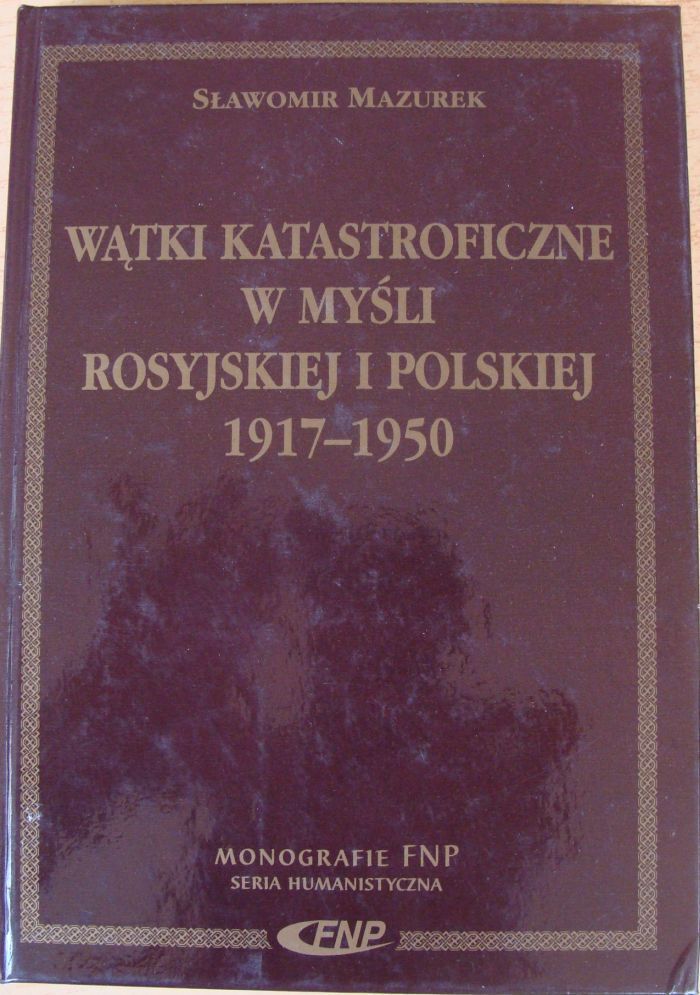 SŁAWOMIR MAZUREK
WĄTKI KATASTROFICZNE
W MYŚLI
ROSYJSKIEJ I POLSKIEJ
1917–1950
MONOGRAFIE FNP
SERIA HUMANISTYCZNA
FNP